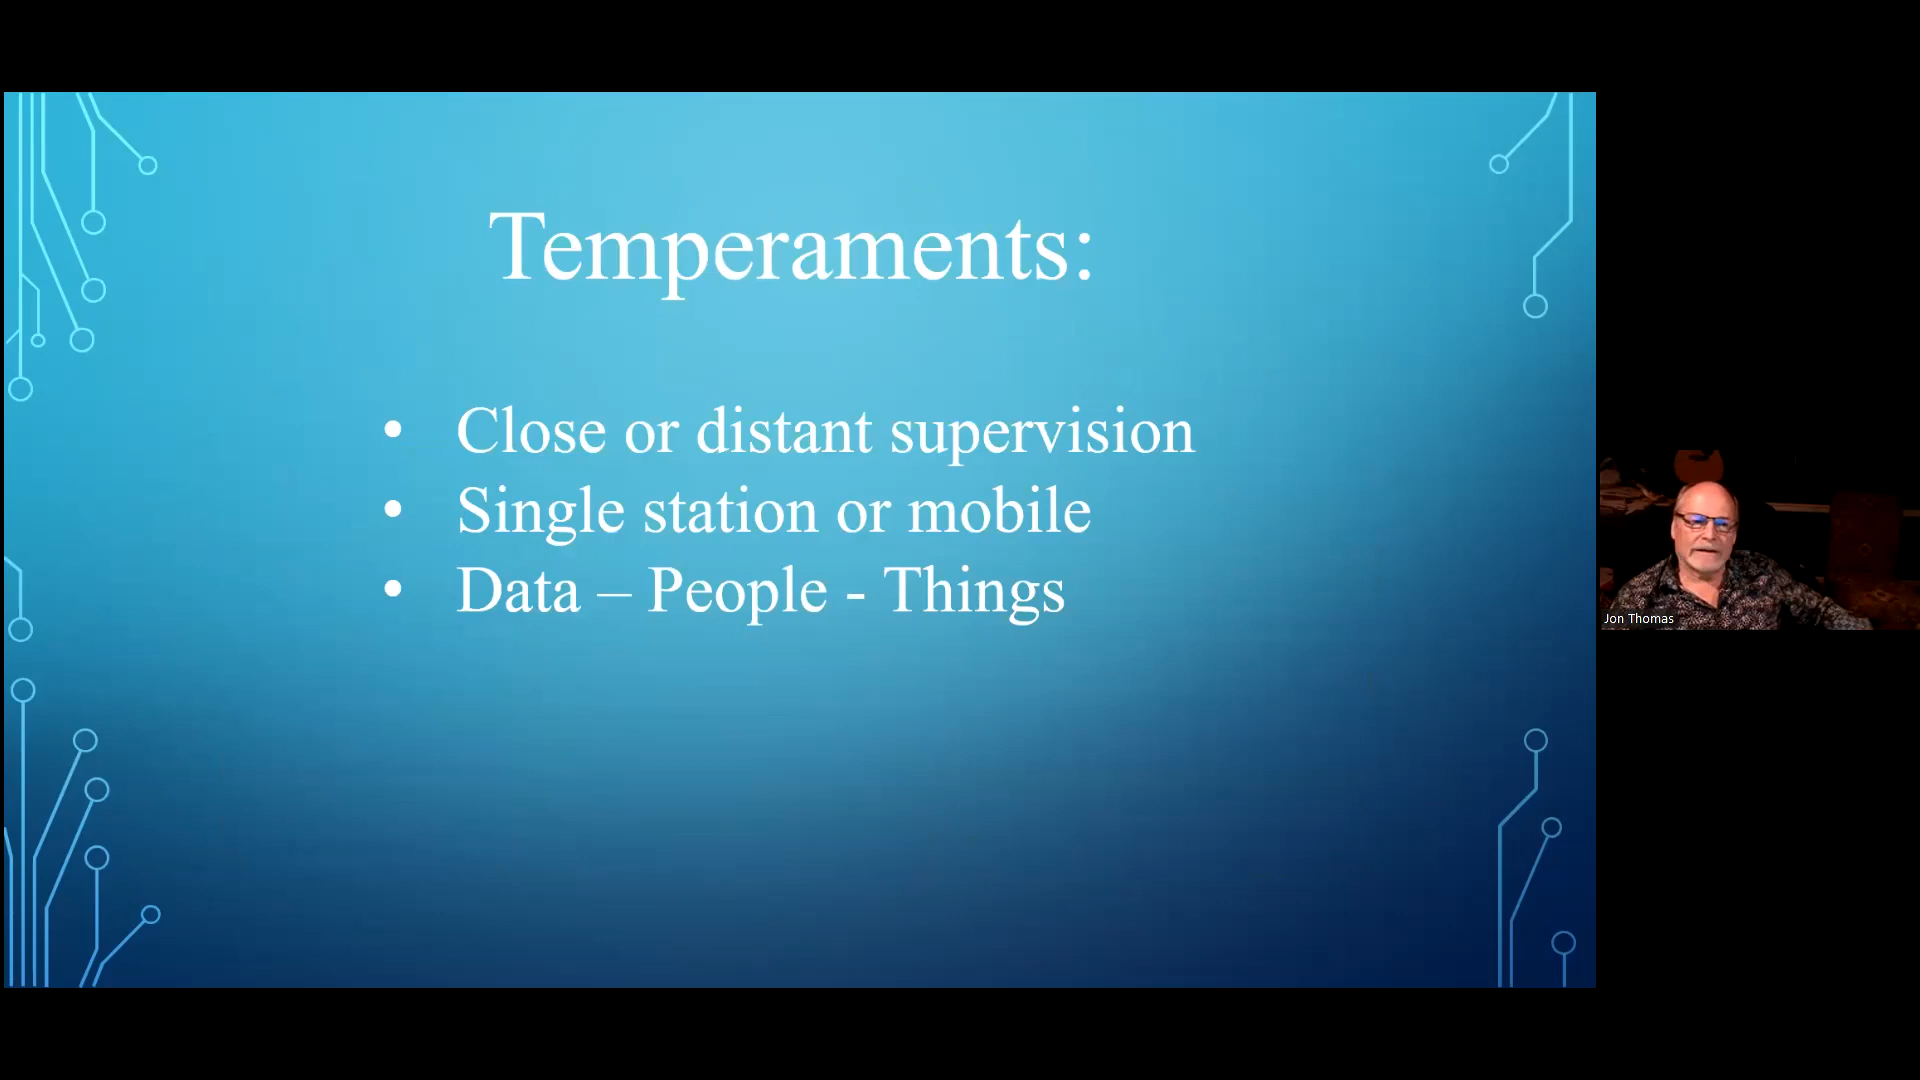 Temperaments:
• Close or distant supervision
• Single station or mobile
• Data – People - Things
Jon Thomas